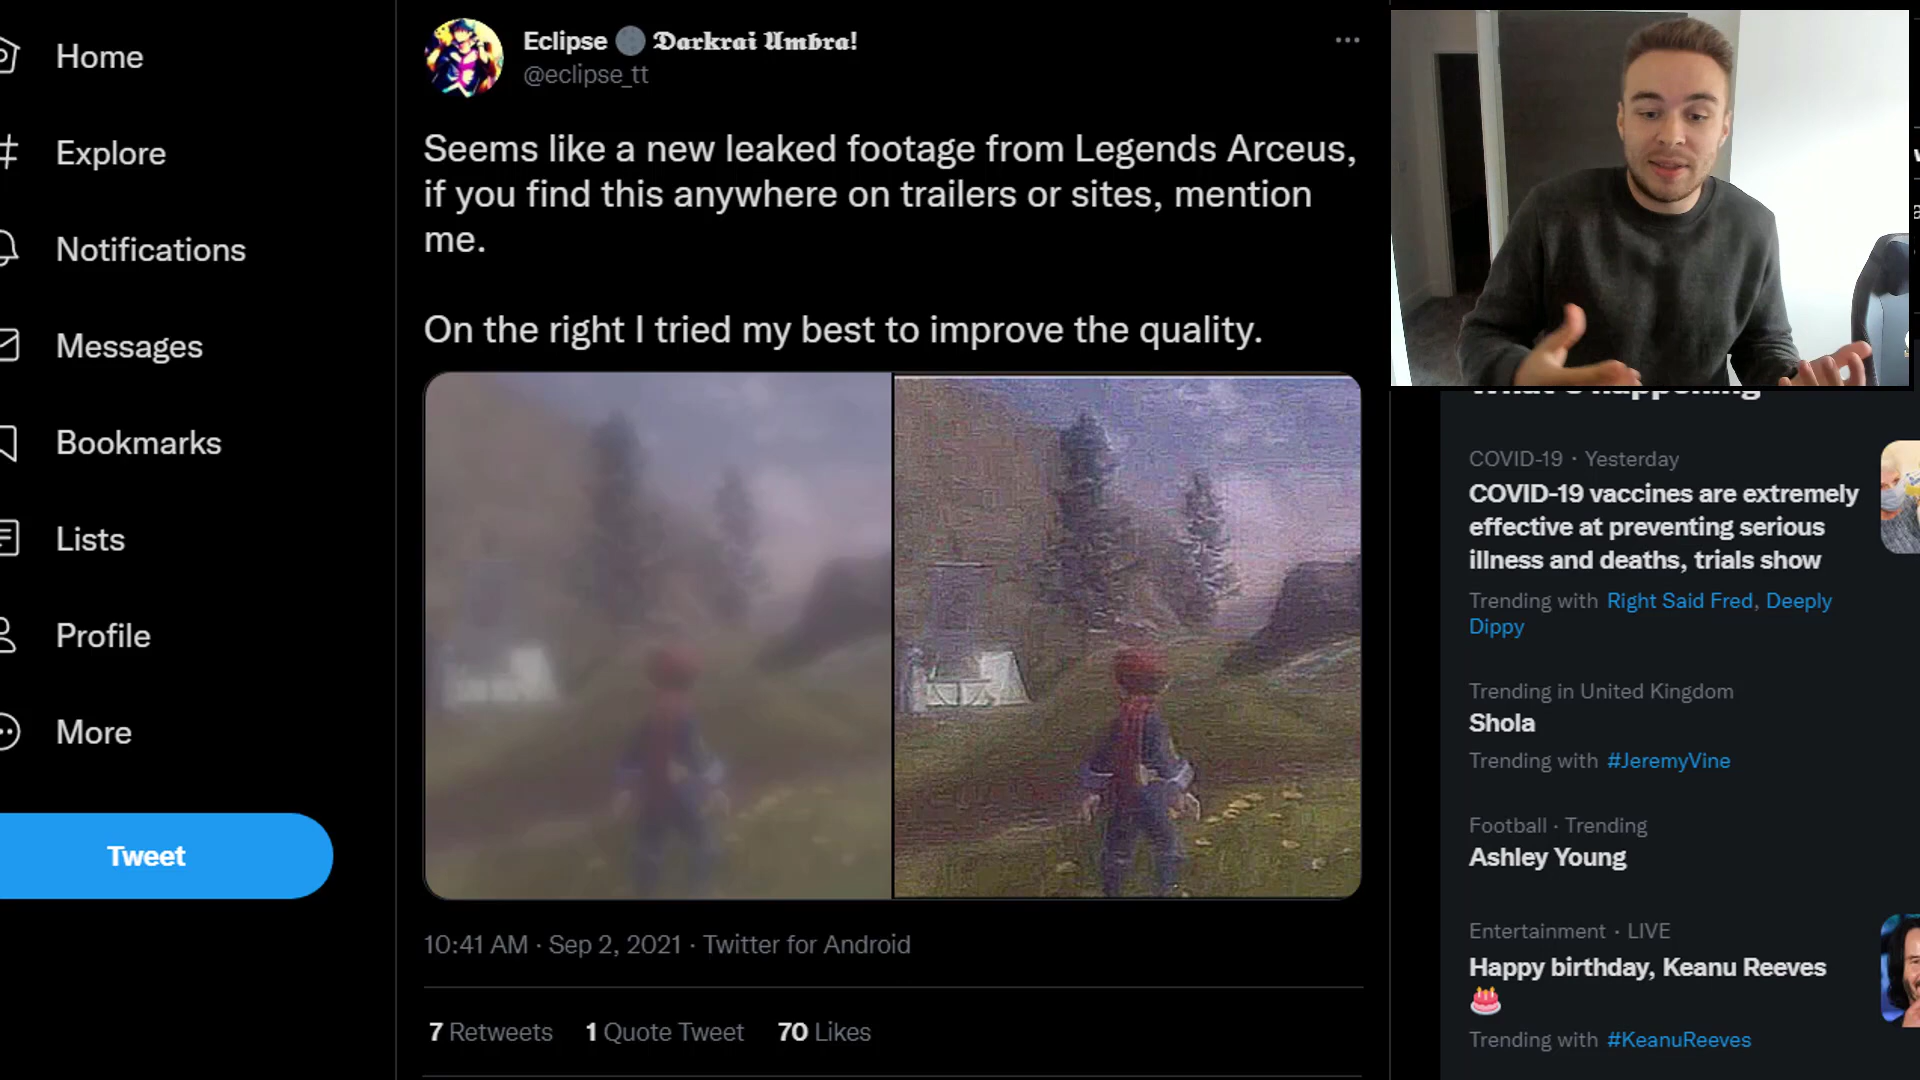 Home
Explore
Notifications
Messages
Bookmarks
Lists
Profile
More
Tweet
Eclipse 🌑 𝕯𝖆𝖗𝖐𝖗𝖆𝖎 𝖀𝖒𝖇𝖗𝖆!
@eclipse_tt
Seems like a new leaked footage from Legends Arceus,
if you find this anywhere on trailers or sites, mention
me.
On the right I tried my best to improve the quality.
10:41 AM · Sep 2, 2021 · Twitter for Android
7 Retweets 1 Quote Tweet 70 Likes
What's happening
COVID-19 · Yesterday
COVID-19 vaccines are extremely
effective at preventing serious
illness and deaths, trials show
Trending with Right Said Fred, Deeply
Dippy
Trending in United Kingdom
Shola
Trending with #JeremyVine
Football · Trending
Ashley Young
Entertainment · LIVE
Happy birthday, Keanu Reeves
🎂
Trending with #KeanuReeves